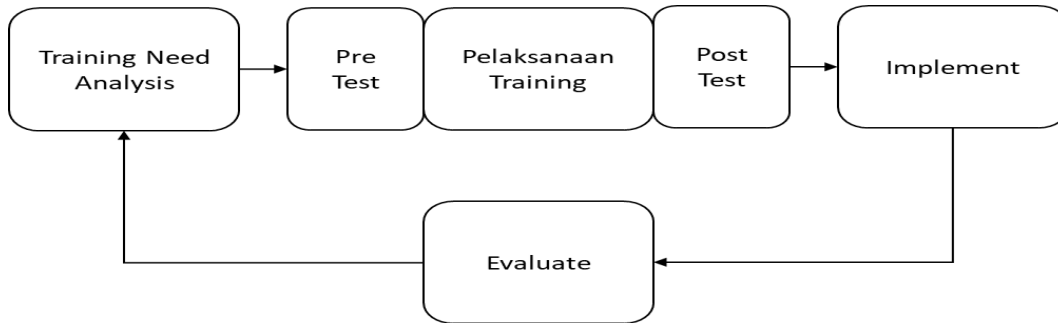 Training Need
Analysis
Pre
Test
Pelaksanaan
Training
Post
Test
Implement
Evaluate